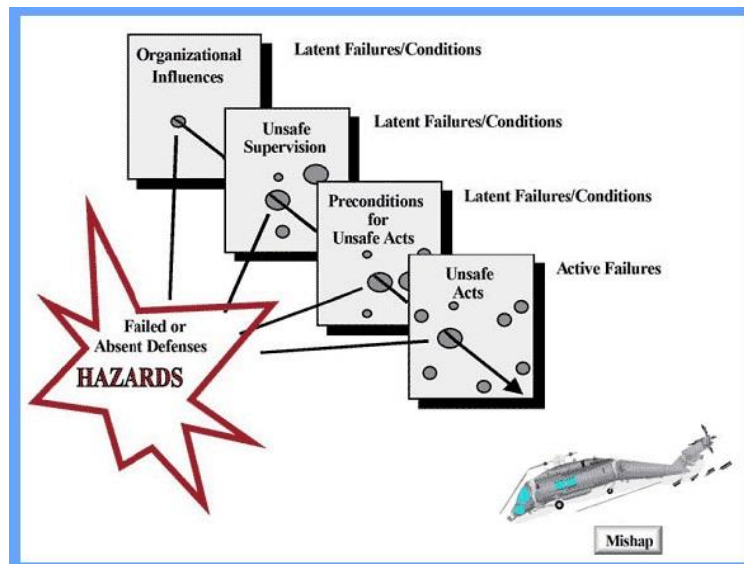 Organizational
Influences
Latent Failures/Conditions
Unsafe
Supervision
Latent Failures/Conditions
Preconditions
for
Unsafe Acts
Latent Failures/Conditions
Unsafe
Acts
Active Failures
Failed or
Absent Defenses
HAZARDS
Mishap